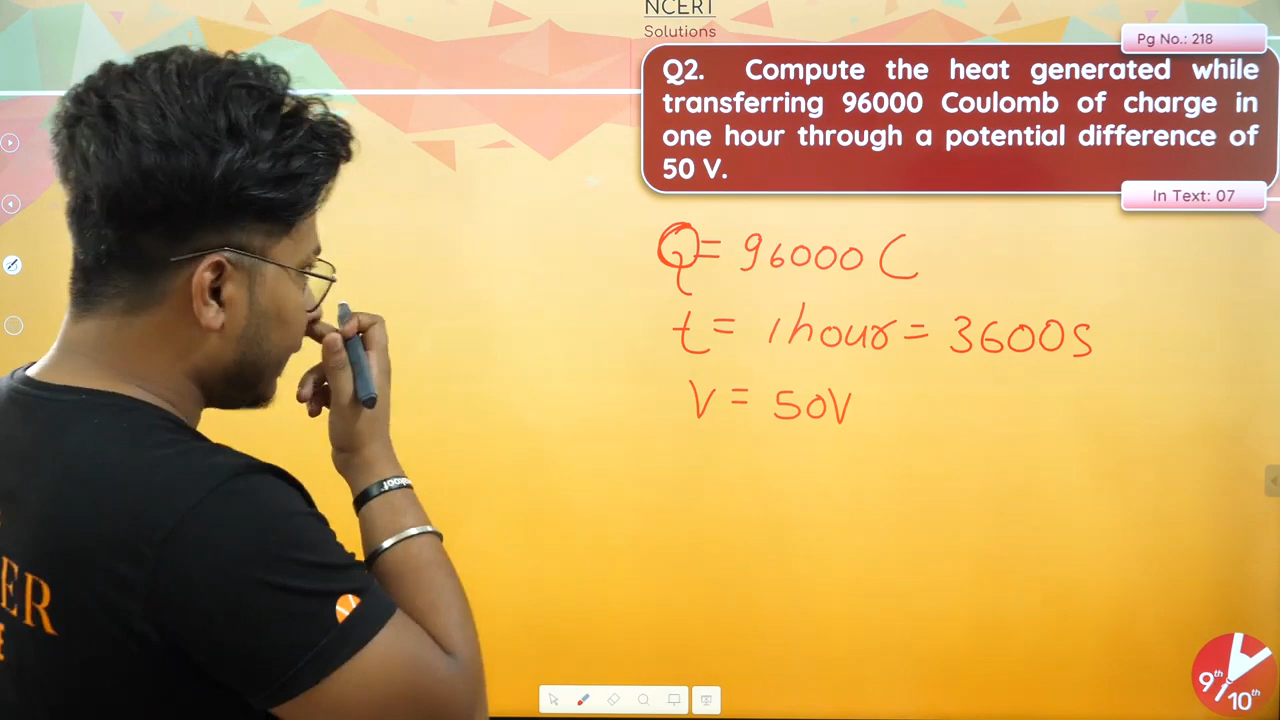 NCERT
Solutions
Pg No.: 218
Q2. Compute the heat generated while
transferring 96000 Coulomb of charge in
one hour through a potential difference of
50 V.
In Text: 07
Q = 96000 C
t = 1 hour = 3600 s
V = 50V
ER
9th
10th